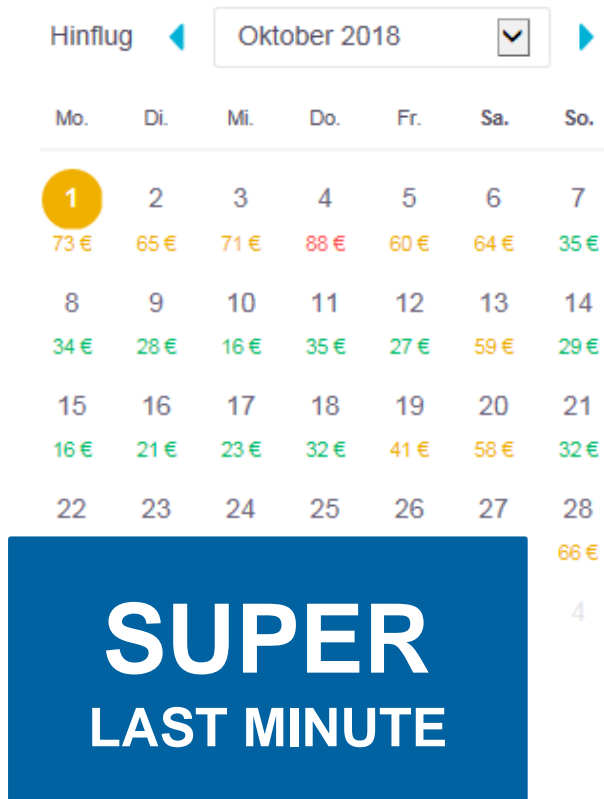 Hinflug Oktober 2018
Mo. Di. Mi. Do. Fr. Sa. So.
1 2 3 4 5 6 7
73 € 65 € 71 € 88 € 60 € 64 € 35 €
8 9 10 11 12 13 14
34 € 28 € 16 € 35 € 27 € 59 € 29 €
15 16 17 18 19 20 21
16 € 21 € 23 € 32 € 41 € 58 € 32 €
22 23 24 25 26 27 28
66 €
4
SUPER
LAST MINUTE